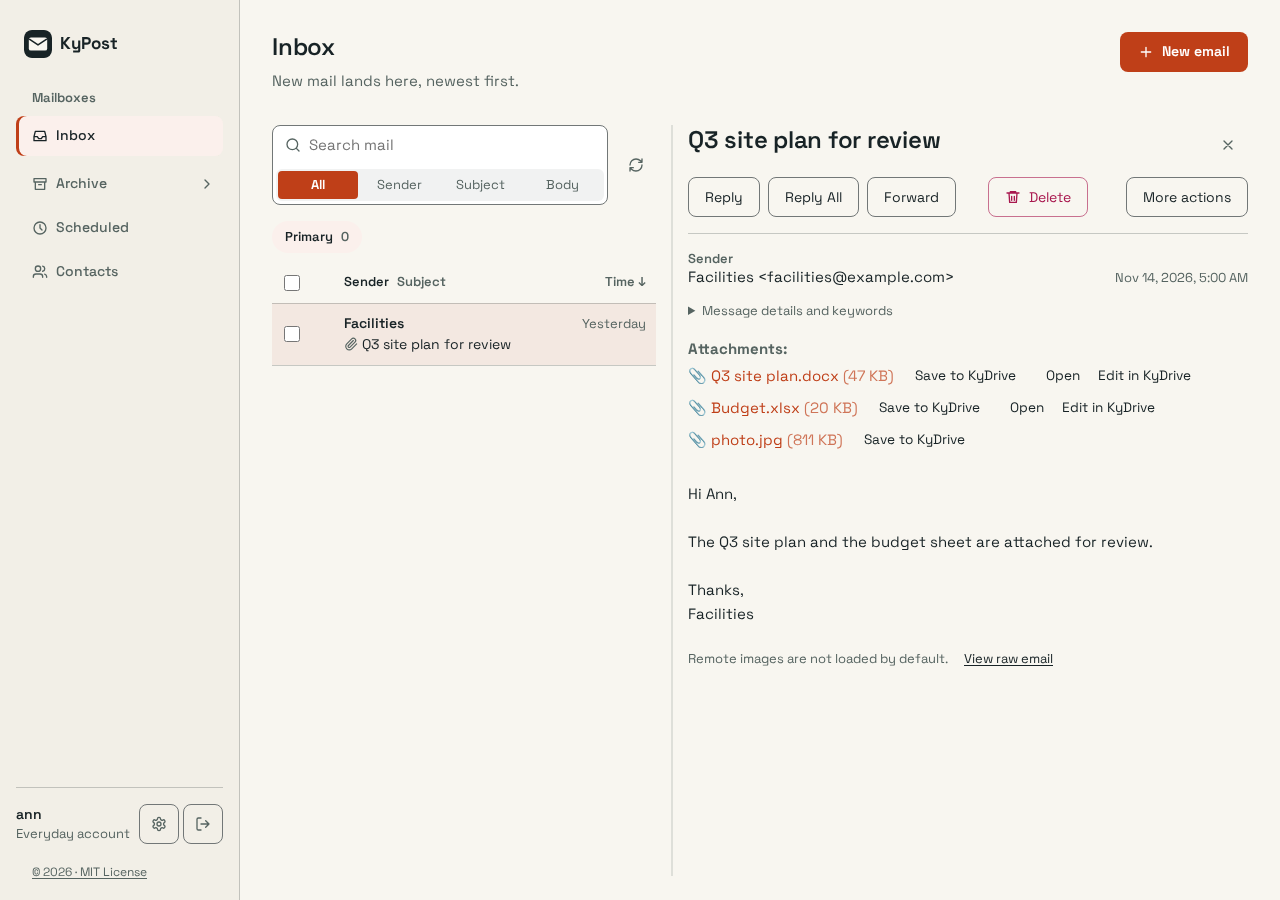 KyPost
Mailboxes
Inbox
Archive
Scheduled
Contacts
ann
Everyday account
© 2026 · MIT License
Inbox
New mail lands here, newest first.
New email
Search mail
All Sender Subject Body
Primary 0
Sender Subject Time ↓
Facilities Yesterday
Q3 site plan for review
Q3 site plan for review
Reply Reply All Forward Delete More actions
Sender
Facilities <facilities@example.com> Nov 14, 2026, 5:00 AM
Message details and keywords
Attachments:
Q3 site plan.docx (47 KB) Save to KyDrive Open Edit in KyDrive
Budget.xlsx (20 KB) Save to KyDrive Open Edit in KyDrive
photo.jpg (811 KB) Save to KyDrive
Hi Ann,
The Q3 site plan and the budget sheet are attached for review.
Thanks,
Facilities
Remote images are not loaded by default. View raw email